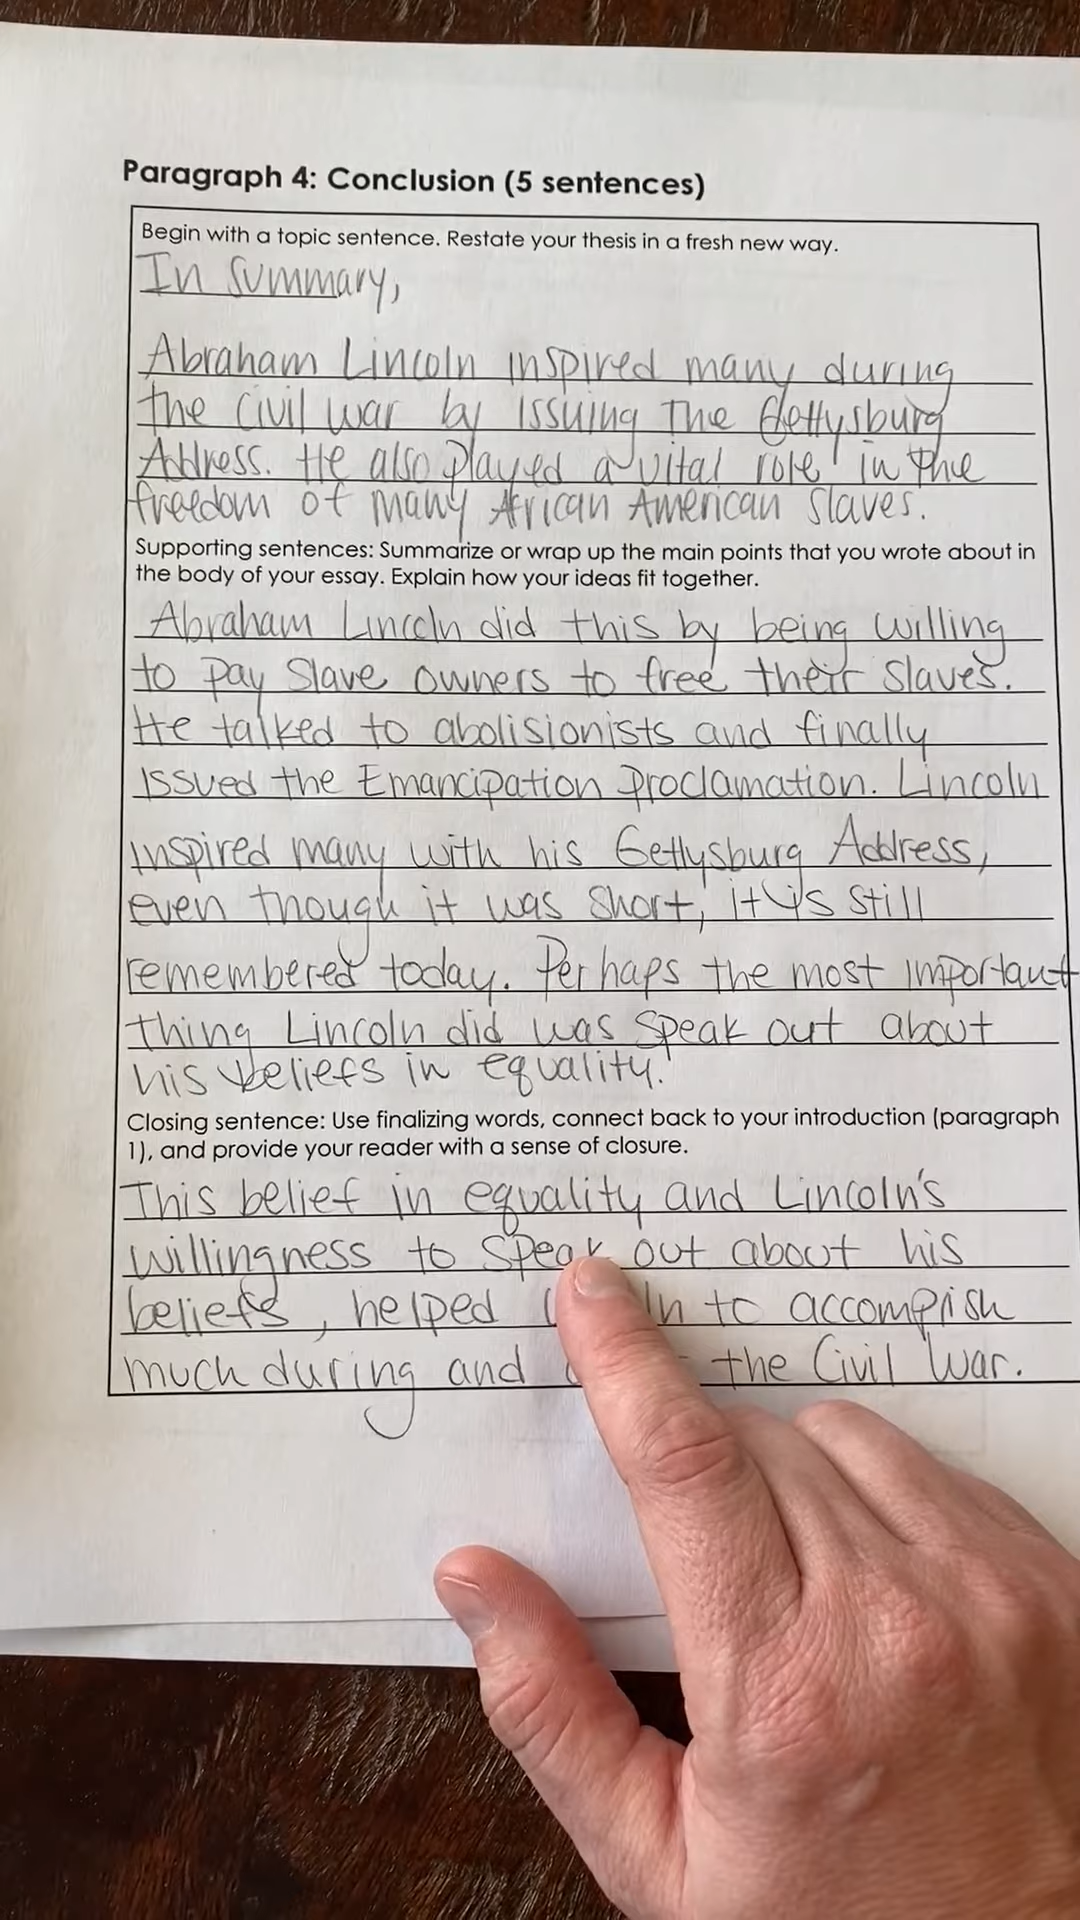 Paragraph 4: Conclusion (5 sentences)
Begin with a topic sentence. Restate your thesis in a fresh new way.
In summary,
Abraham Lincoln inspired many during
the Civil War by issuing The Gettysburg
Address. He also played a vital role in the
freedom of many African American slaves.
Supporting sentences: Summarize or wrap up the main points that you wrote about in
the body of your essay. Explain how your ideas fit together.
Abraham Lincoln did this by being willing
to pay slave owners to free their slaves.
He talked to abolisionists and finally
issued the Emancipation Proclamation. Lincoln
inspired many with his Gettysburg Address,
even though it was short, it is still
remembered today. Perhaps the most important
thing Lincoln did was speak out about
his beliefs in equality.
Closing sentence: Use finalizing words, connect back to your introduction (paragraph
1), and provide your reader with a sense of closure.
This belief in equality and Lincoln's
willingness to speak out about his
beliefs, helped to accomplish
much during and the Civil War.